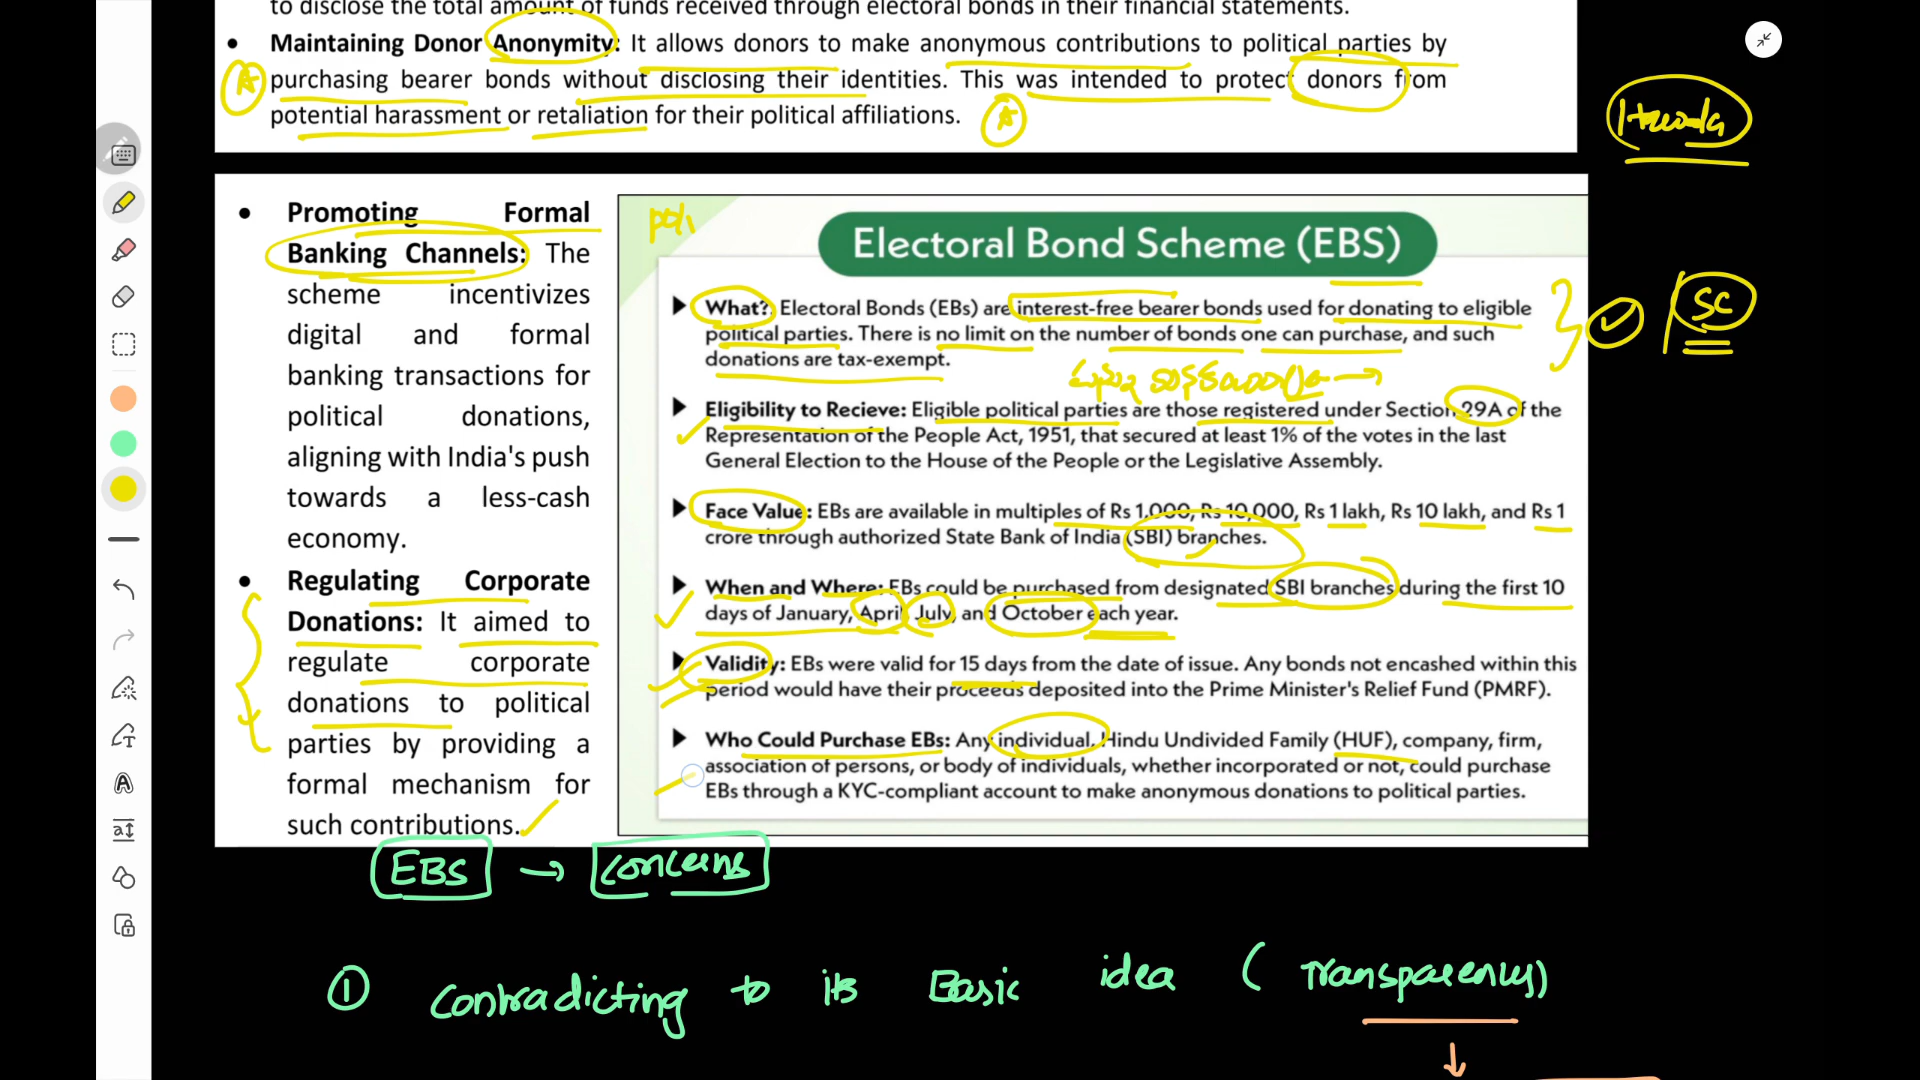 to disclose the total amount of funds received through electoral bonds in their financial statements.
• Maintaining Donor Anonymity: It allows donors to make anonymous contributions to political parties by
purchasing bearer bonds without disclosing their identities. This was intended to protect donors from
potential harassment or retaliation for their political affiliations.
• Promoting Formal
Banking Channels: The
scheme incentivizes
digital and formal
banking transactions for
political donations,
aligning with India's push
towards a less-cash
economy.
• Regulating Corporate
Donations: It aimed to
regulate corporate
donations to political
parties by providing a
formal mechanism for
such contributions.
Electoral Bond Scheme (EBS)
What?: Electoral Bonds (EBs) are interest-free bearer bonds used for donating to eligible
political parties. There is no limit on the number of bonds one can purchase, and such
donations are tax-exempt.
Eligibility to Recieve: Eligible political parties are those registered under Section 29A of the
Representation of the People Act, 1951, that secured at least 1% of the votes in the last
General Election to the House of the People or the Legislative Assembly.
Face Value: EBs are available in multiples of Rs 1,000, Rs 10,000, Rs 1 lakh, Rs 10 lakh, and Rs 1
crore through authorized State Bank of India (SBI) branches.
When and Where: EBs could be purchased from designated SBI branches during the first 10
days of January, April, July, and October each year.
Validity: EBs were valid for 15 days from the date of issue. Any bonds not encashed within this
period would have their proceeds deposited into the Prime Minister's Relief Fund (PMRF).
Who Could Purchase EBs: Any individual, Hindu Undivided Family (HUF), company, firm,
association of persons, or body of individuals, whether incorporated or not, could purchase
EBs through a KYC-compliant account to make anonymous donations to political parties.
SC
EBS → Concerns
① Contradicting to its Basic idea (Transparency)